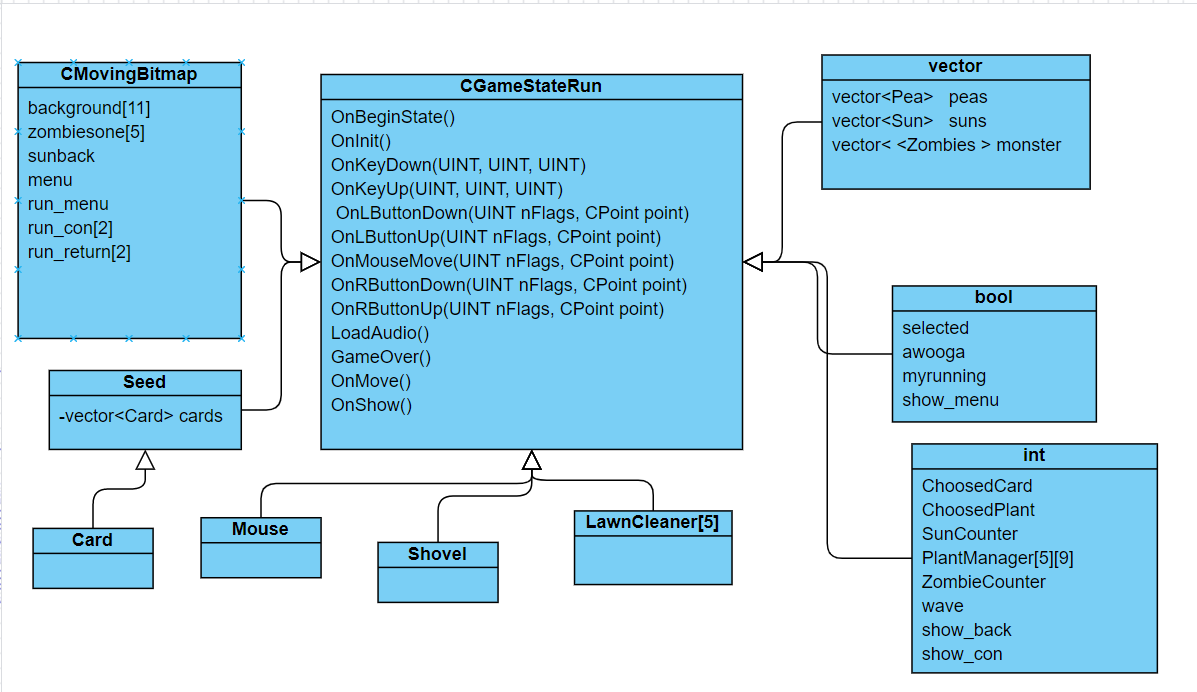 CMovingBitmap
background[11]
zombiesone[5]
sunback
menu
run_menu
run_con[2]
run_return[2]
Seed
-vector<Card> cards
Card
CGameStateRun
OnBeginState()
OnInit()
OnKeyDown(UINT, UINT, UINT)
OnKeyUp(UINT, UINT, UINT)
OnLButtonDown(UINT nFlags, CPoint point)
OnLButtonUp(UINT nFlags, CPoint point)
OnMouseMove(UINT nFlags, CPoint point)
OnRButtonDown(UINT nFlags, CPoint point)
OnRButtonUp(UINT nFlags, CPoint point)
LoadAudio()
GameOver()
OnMove()
OnShow()
Mouse
Shovel
LawnCleaner[5]
vector
vector<Pea> peas
vector<Sun> suns
vector< <Zombies > monster
bool
selected
awooga
myrunning
show_menu
int
ChoosedCard
ChoosedPlant
SunCounter
PlantManager[5][9]
ZombieCounter
wave
show_back
show_con